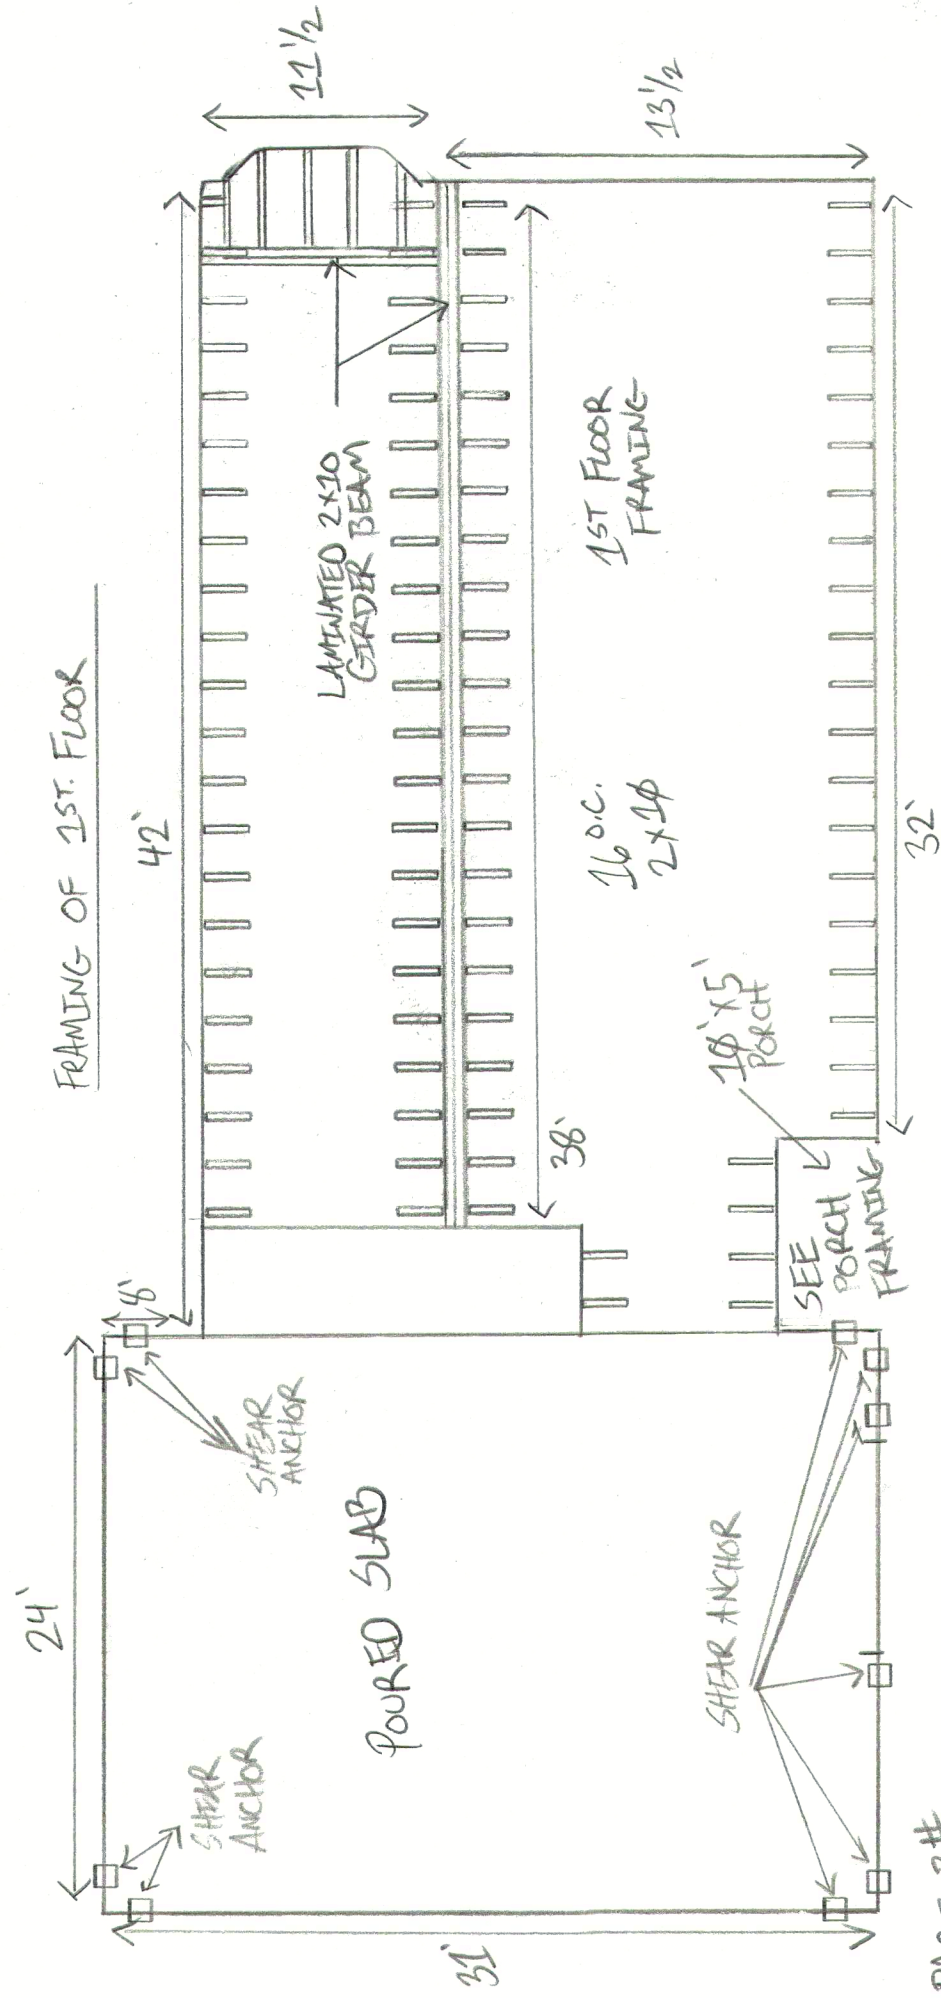 FRAMING OF 1ST. FLOOR
24'
8'
42'
11 1/2'
SHEAR
ANCHOR
SHEAR
ANCHOR
LAMINATED 2X10
GIRDER BEAM
POURED SLAB
31'
38'
16 O.C.
2X10
1ST FLOOR
FRAMING
13 1/2'
10' X 5'
PORCH
SEE
PORCH
FRAMING
SHEAR ANCHOR
32'